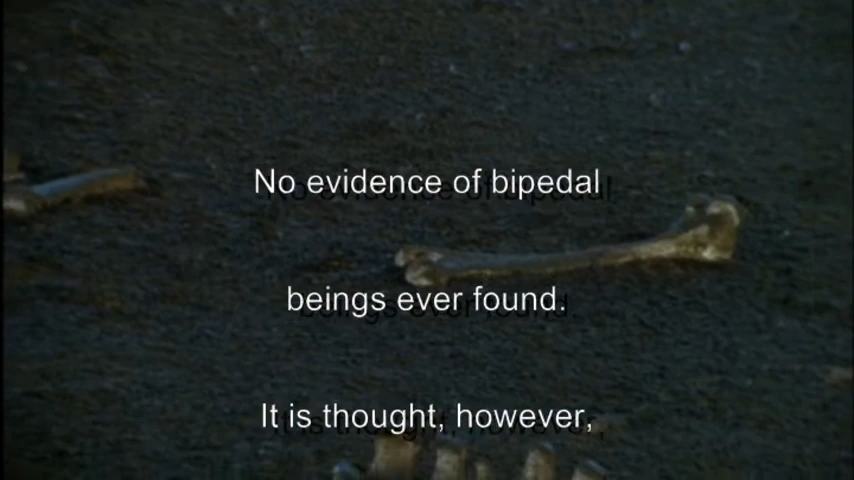 No evidence of bipedal
beings ever found.
It is thought, however,